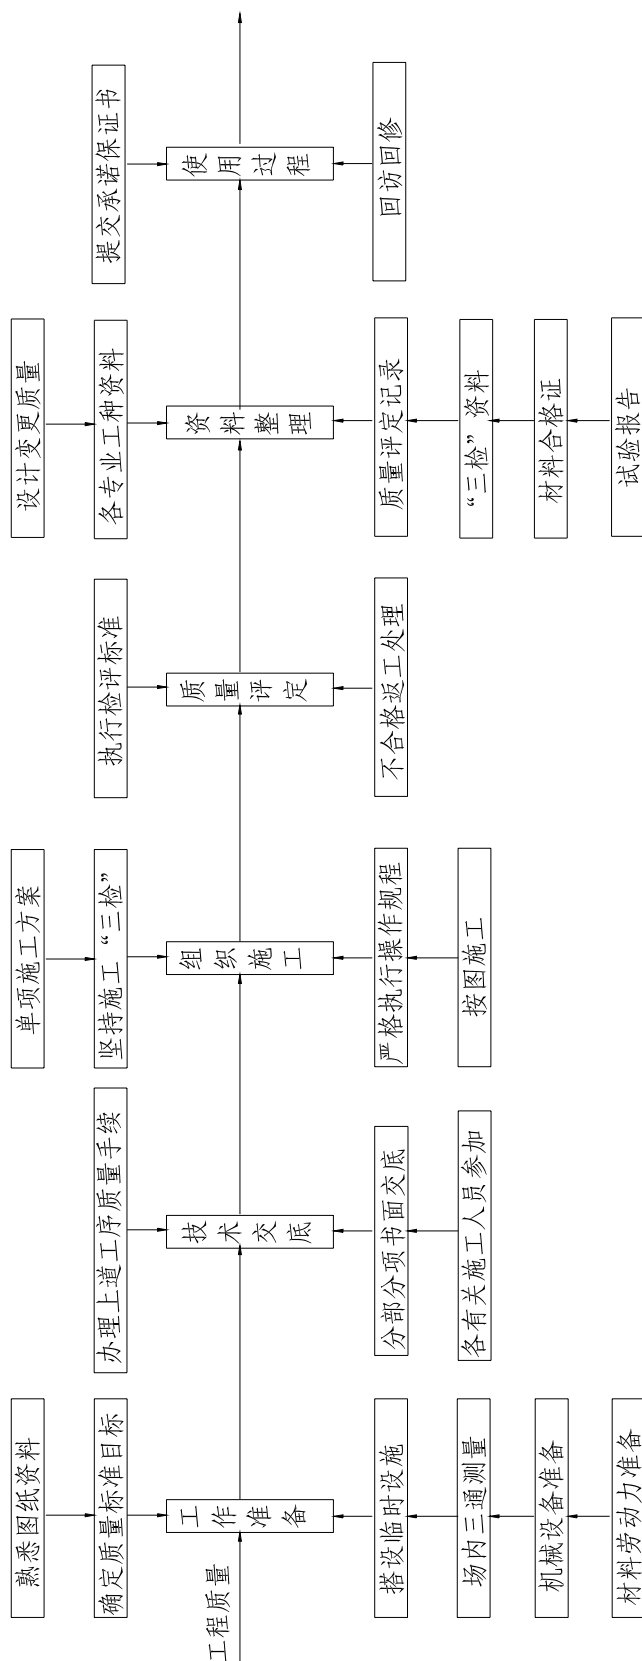 熟悉图纸资料
确定质量标准目标
工程质量
工作准备
搭设临时设施
场内三通测量
机械设备准备
材料劳动力准备
办理上道工序质量手续
技术交底
分部分项书面交底
各有关施工人员参加
单项施工方案
坚持施工“三检”
组织施工
严格执行操作规程
按图施工
执行检评标准
质量评定
不合格返工处理
设计变更质量
各专业工种资料
资料整理
质量评定记录
“三检”资料
材料合格证
试验报告
提交承诺保证书
使用过程
回访回修